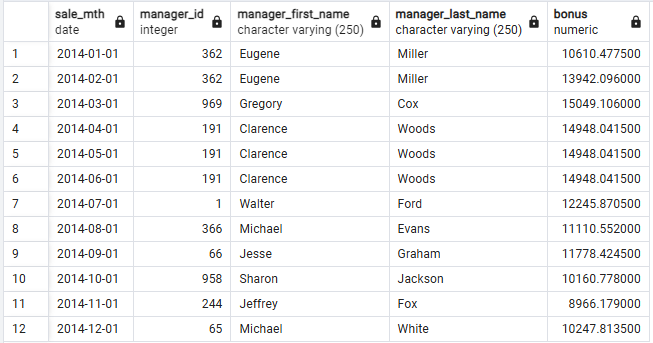 sale_mth manager_id manager_first_name manager_last_name bonus
date integer character varying (250) character varying (250) numeric
1 2014-01-01 362 Eugene Miller 10610.477500
2 2014-02-01 362 Eugene Miller 13942.096000
3 2014-03-01 969 Gregory Cox 15049.106000
4 2014-04-01 191 Clarence Woods 14948.041500
5 2014-05-01 191 Clarence Woods 14948.041500
6 2014-06-01 191 Clarence Woods 14948.041500
7 2014-07-01 1 Walter Ford 12245.870500
8 2014-08-01 366 Michael Evans 11110.552000
9 2014-09-01 66 Jesse Graham 11778.424500
10 2014-10-01 958 Sharon Jackson 10160.778000
11 2014-11-01 244 Jeffrey Fox 8966.179000
12 2014-12-01 65 Michael White 10247.813500